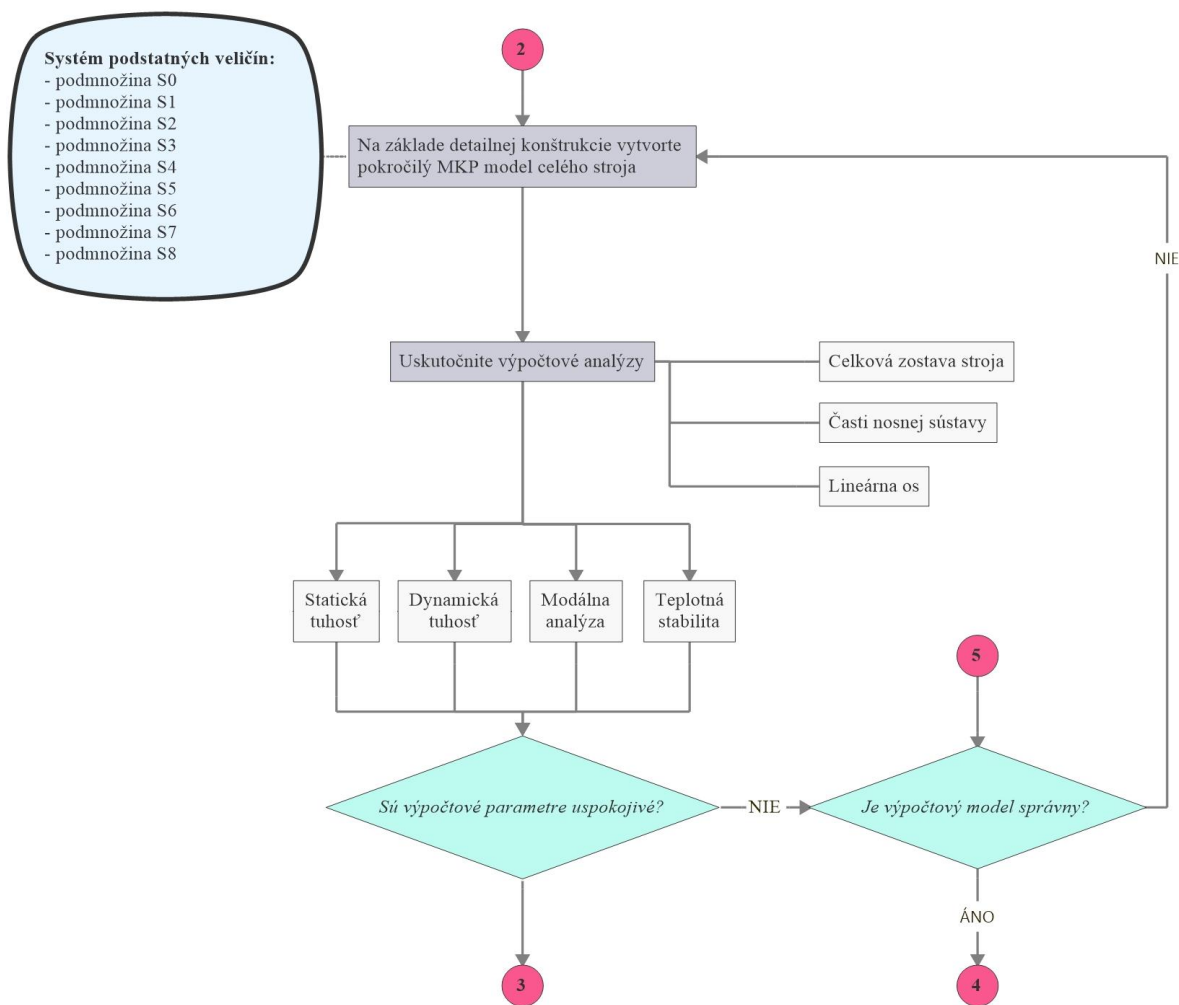 Systém podstatných veličín:
- podmnožina S0
- podmnožina S1
- podmnožina S2
- podmnožina S3
- podmnožina S4
- podmnožina S5
- podmnožina S6
- podmnožina S7
- podmnožina S8
2
Na základe detailnej konštrukcie vytvorte
pokročilý MKP model celého stroja
NIE
Uskutočnite výpočtové analýzy
Celková zostava stroja
Časti nosnej sústavy
Lineárna os
Statická
tuhosť
Dynamická
tuhosť
Modálna
analýza
Teplotná
stabilita
5
Sú výpočtové parametre uspokojivé?
NIE
Je výpočtový model správny?
ÁNO
3
4